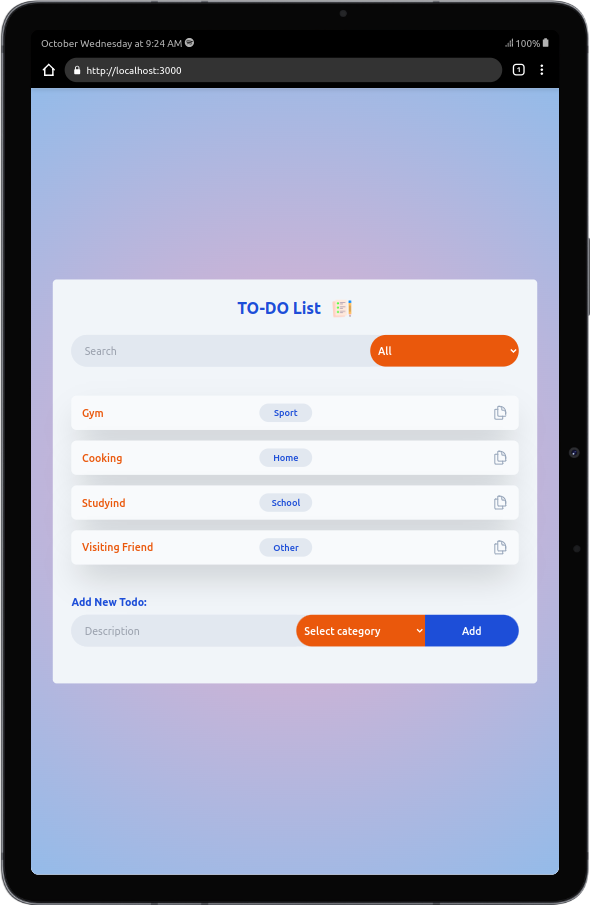 October Wednesday at 9:24 AM
100%
http://localhost:3000
1
TO-DO List
Search
All
Gym Sport
Cooking Home
Studyind School
Visiting Friend Other
Add New Todo:
Description Select category Add